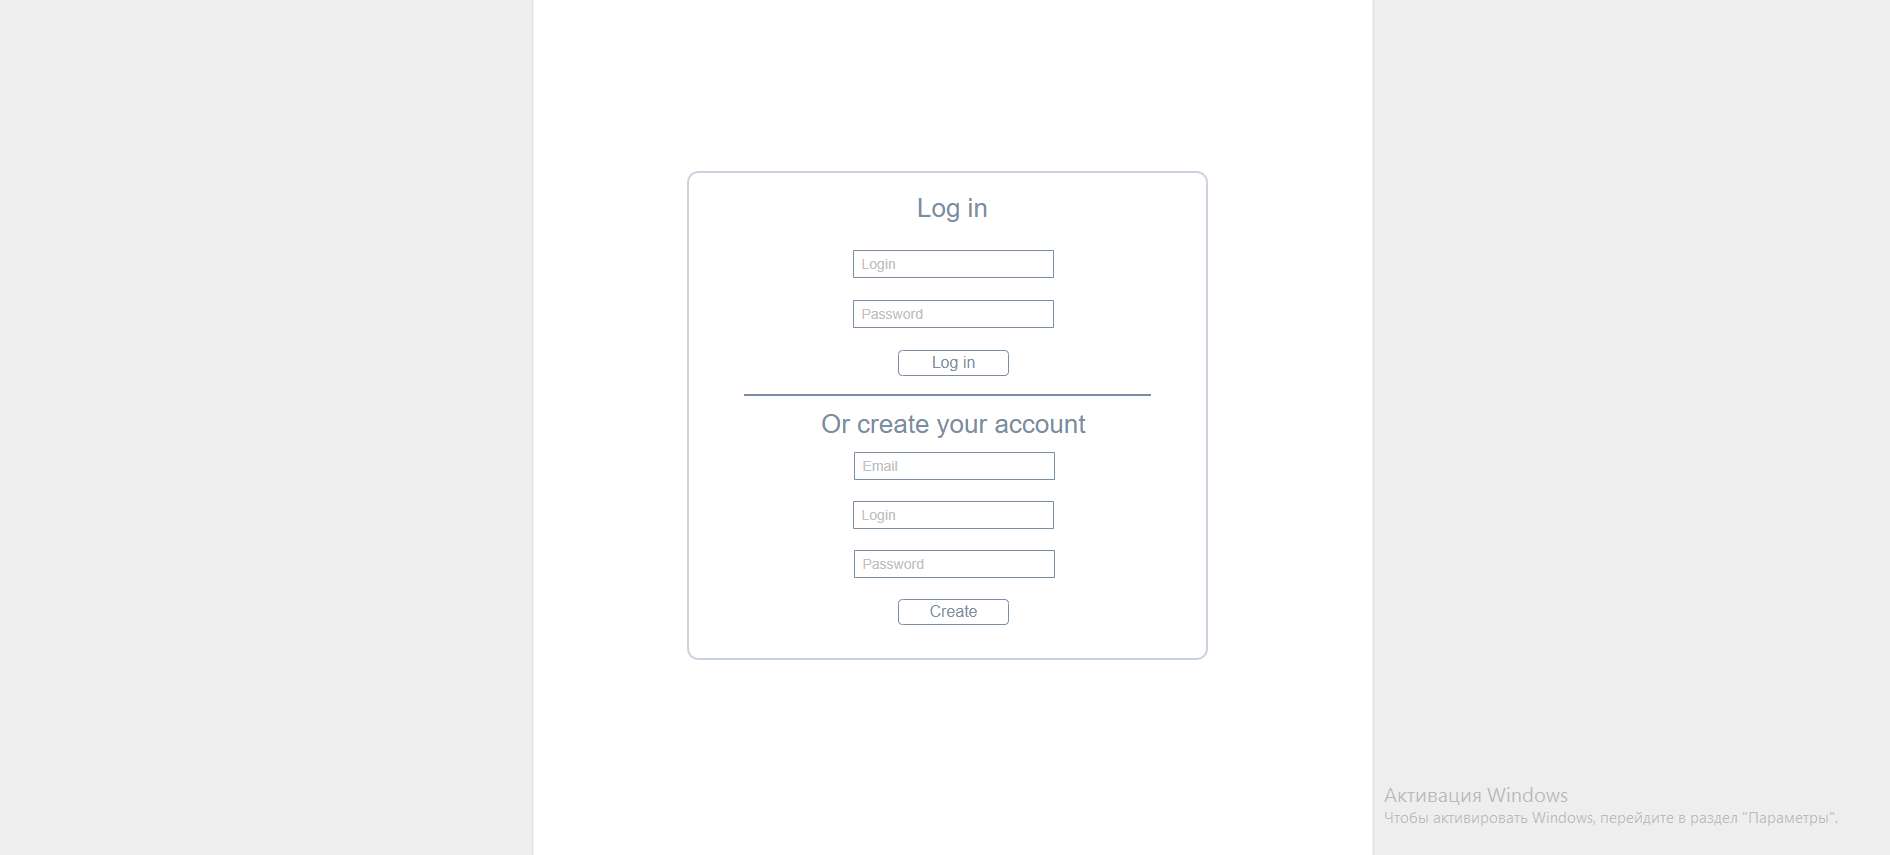 Log in
Login
Password
Log in
Or create your account
Email
Login
Password
Create
Активация Windows
Чтобы активировать Windows, перейдите в раздел "Параметры".